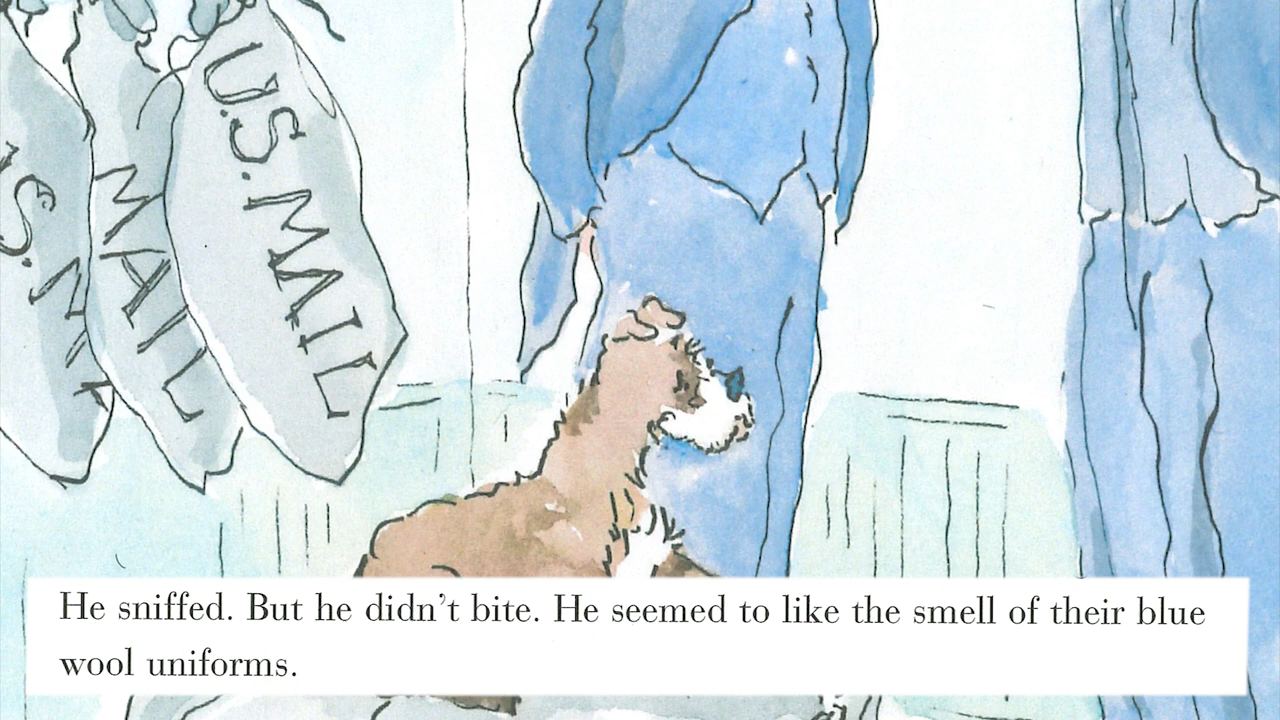 U.S. MAIL
MAIL
S. M
He sniffed. But he didn't bite. He seemed to like the smell of their blue
wool uniforms.